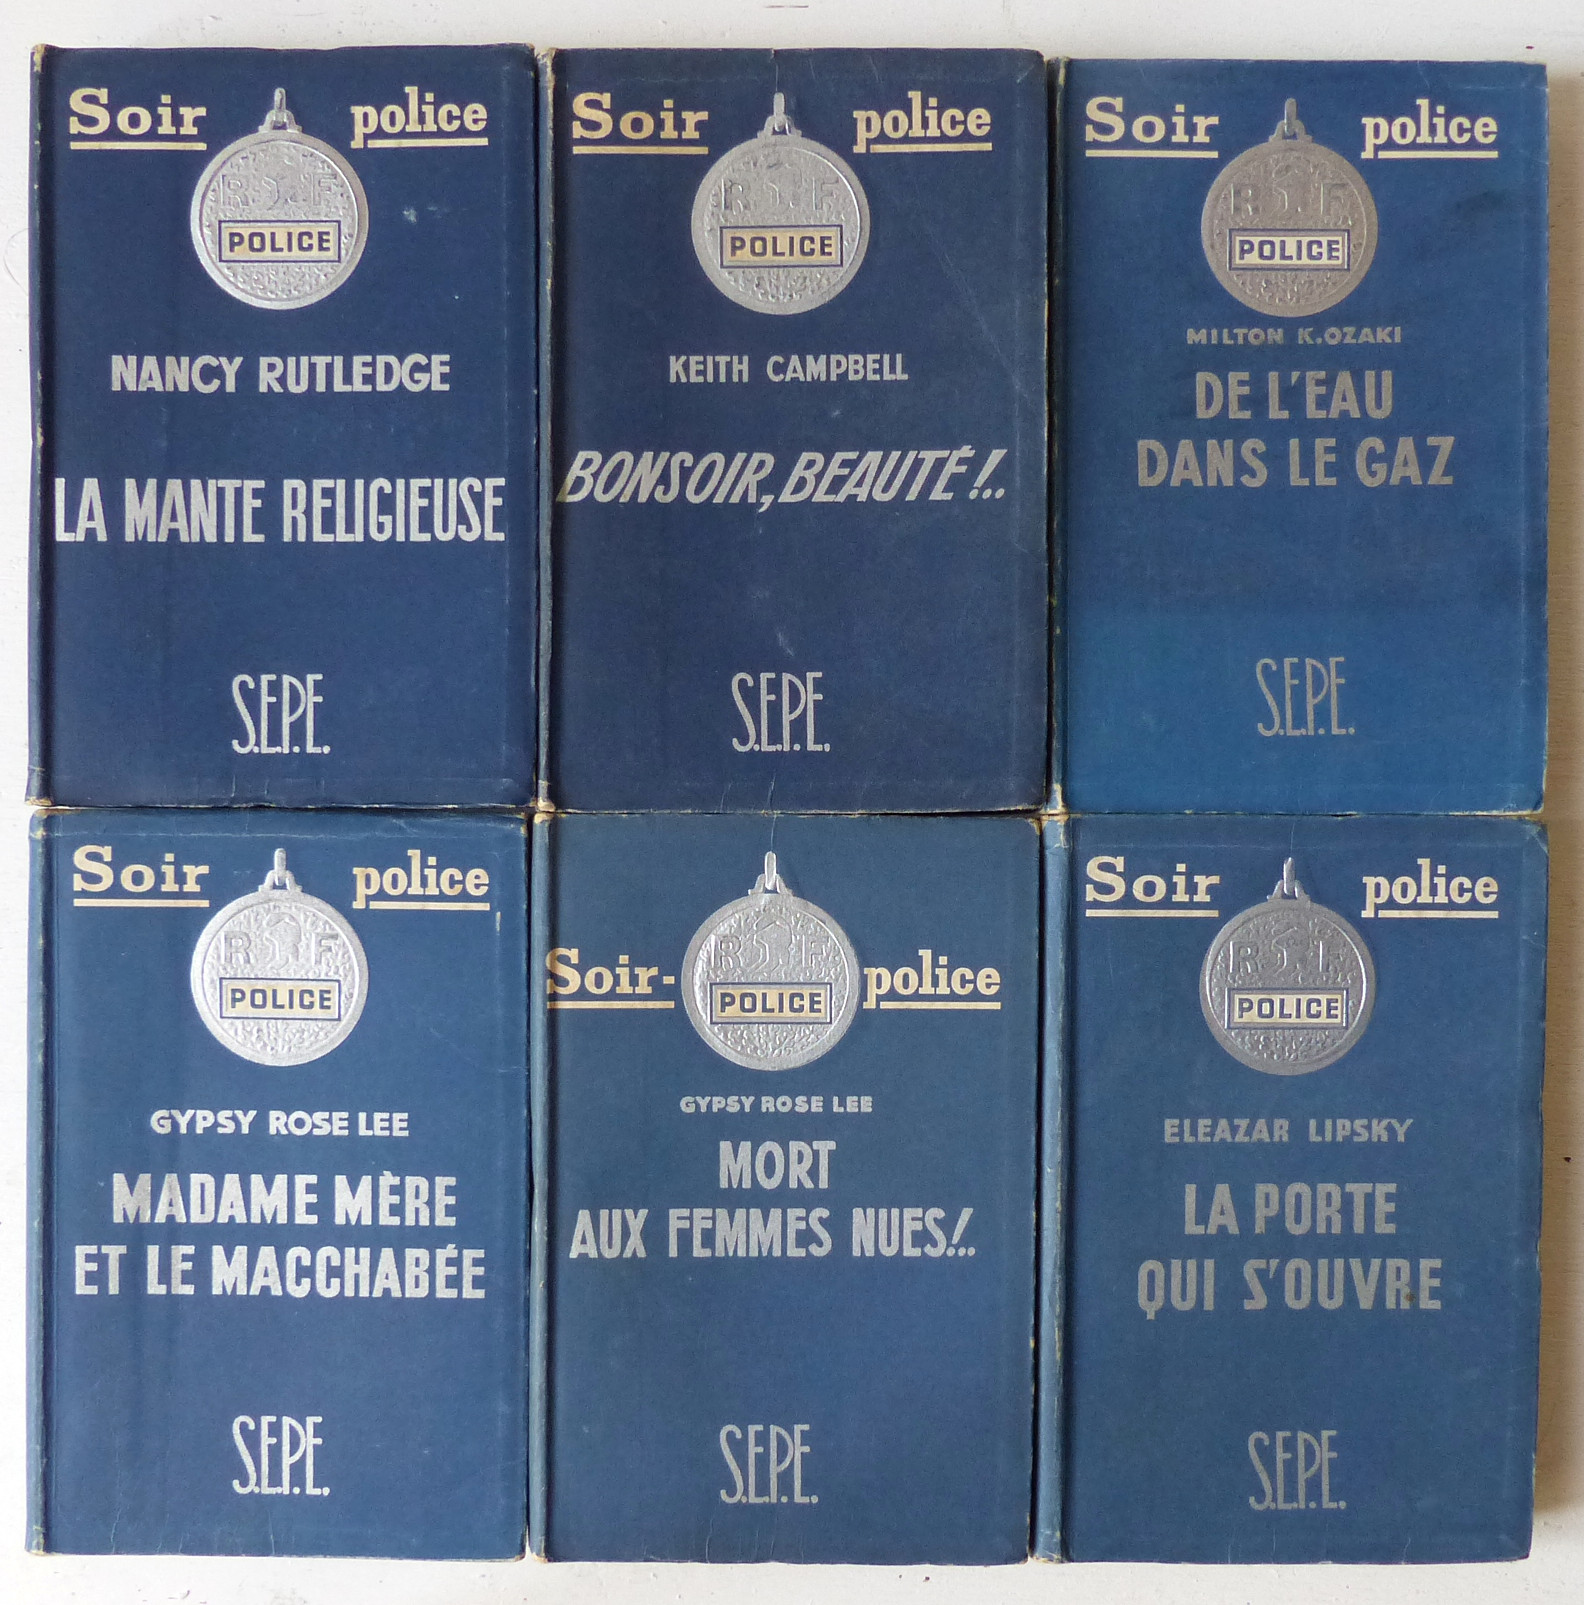 Soir police
R F
POLICE
NANCY RUTLEDGE
LA MANTE RELIGIEUSE
S.E.P.E.
Soir police
R F
POLICE
KEITH CAMPBELL
BONSOIR, BEAUTÉ!..
S.E.P.E.
Soir police
R F
POLICE
MILTON K. OZAKI
DE L'EAU
DANS LE GAZ
S.E.P.E.
Soir police
R F
POLICE
GYPSY ROSE LEE
MADAME MÈRE
ET LE MACCHABÉE
S.E.P.E.
Soir-police
R F
POLICE
GYPSY ROSE LEE
MORT
AUX FEMMES NUES!..
S.E.P.E.
Soir police
R F
POLICE
ELEAZAR LIPSKY
LA PORTE
QUI S'OUVRE
S.E.P.E.